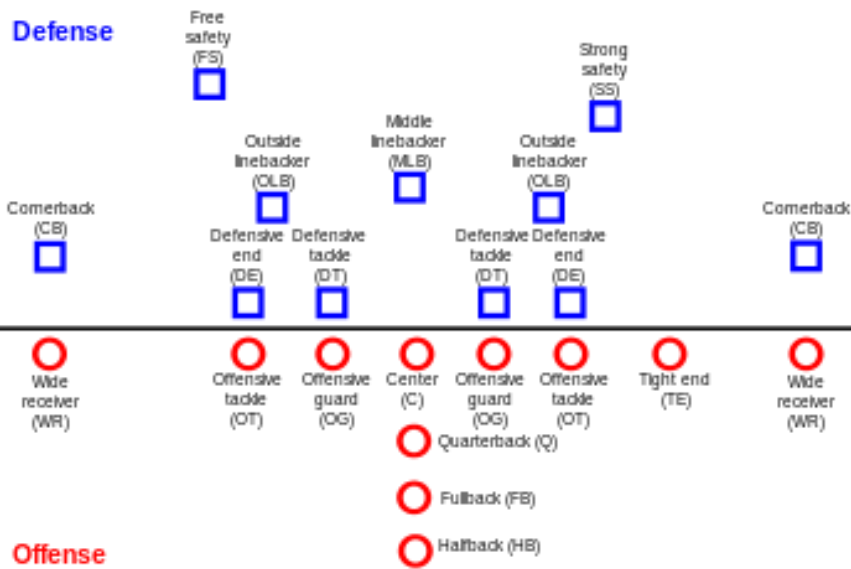 Defense
Free
safety
(FS)
Strong
safety
(SS)
Middle
linebacker
(MLB)
Outside
linebacker
(OLB)
Outside
linebacker
(OLB)
Cornerback
(CB)
Cornerback
(CB)
Defensive
end
(DE)
Defensive
tackle
(DT)
Defensive
tackle
(DT)
Defensive
end
(DE)
Wide
receiver
(WR)
Offensive
tackle
(OT)
Offensive
guard
(OG)
Center
(C)
Offensive
guard
(OG)
Offensive
tackle
(OT)
Tight end
(TE)
Wide
receiver
(WR)
Quarterback (Q)
Fullback (FB)
Halfback (HB)
Offense